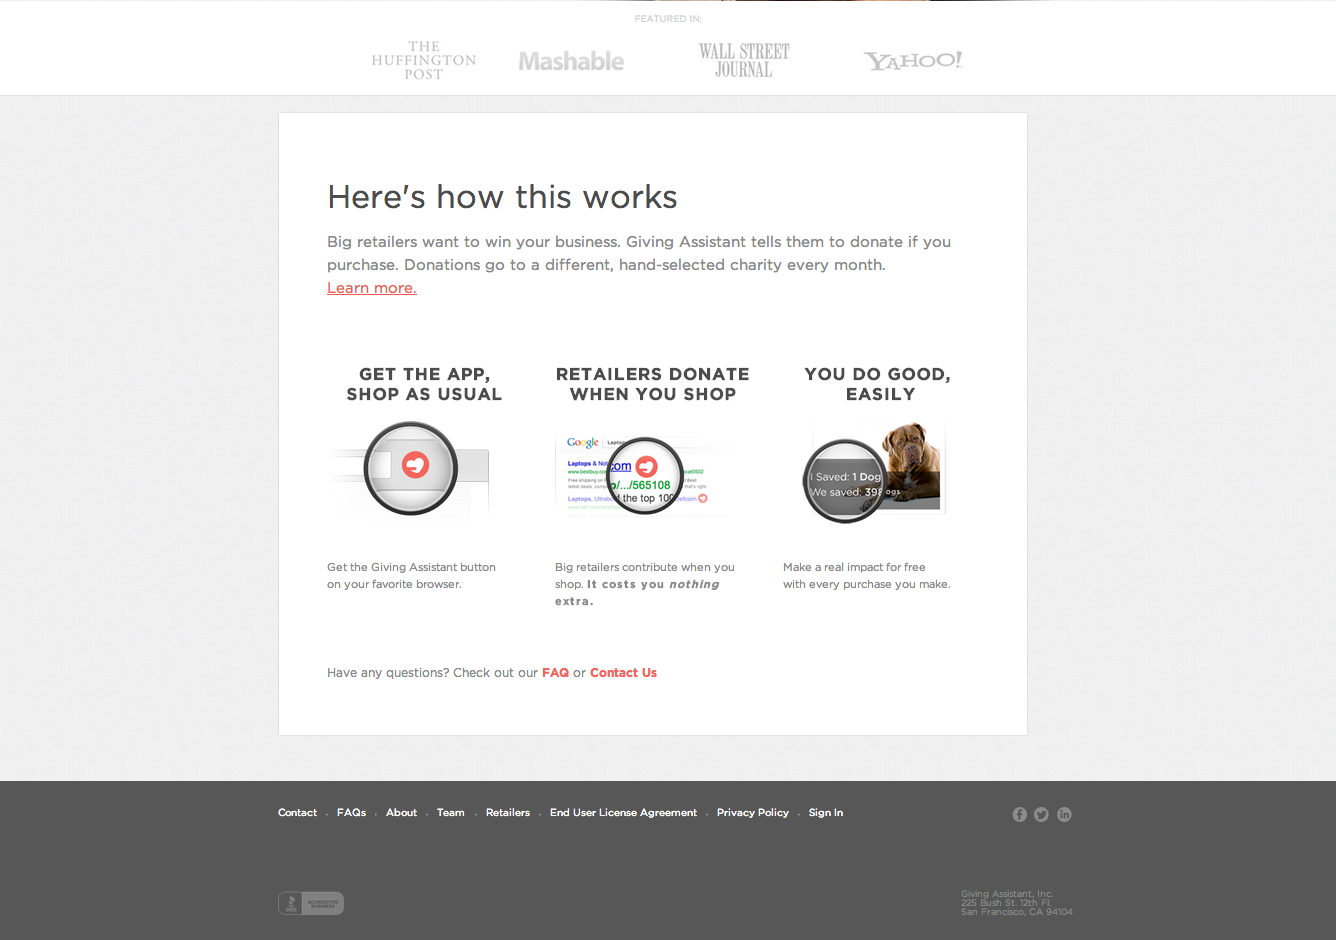 FEATURED IN:
THE
HUFFINGTON
POST
Mashable
WALL STREET
JOURNAL
YAHOO!
Here's how this works
Big retailers want to win your business. Giving Assistant tells them to donate if you
purchase. Donations go to a different, hand-selected charity every month.
Learn more.
GET THE APP,
SHOP AS USUAL
RETAILERS DONATE
WHEN YOU SHOP
YOU DO GOOD,
EASILY
Google
Laptops & 
.com
p/.../565108
the top 100
I Saved: 1 Dog
We saved: 398
Get the Giving Assistant button
on your favorite browser.
Big retailers contribute when you
shop. It costs you nothing
extra.
Make a real impact for free
with every purchase you make.
Have any questions? Check out our FAQ or Contact Us
Contact . FAQs . About . Team . Retailers . End User License Agreement . Privacy Policy . Sign In
BBB
ACCREDITED
BUSINESS
Giving Assistant, Inc.
225 Bush St. 12th Fl.
San Francisco, CA 94104